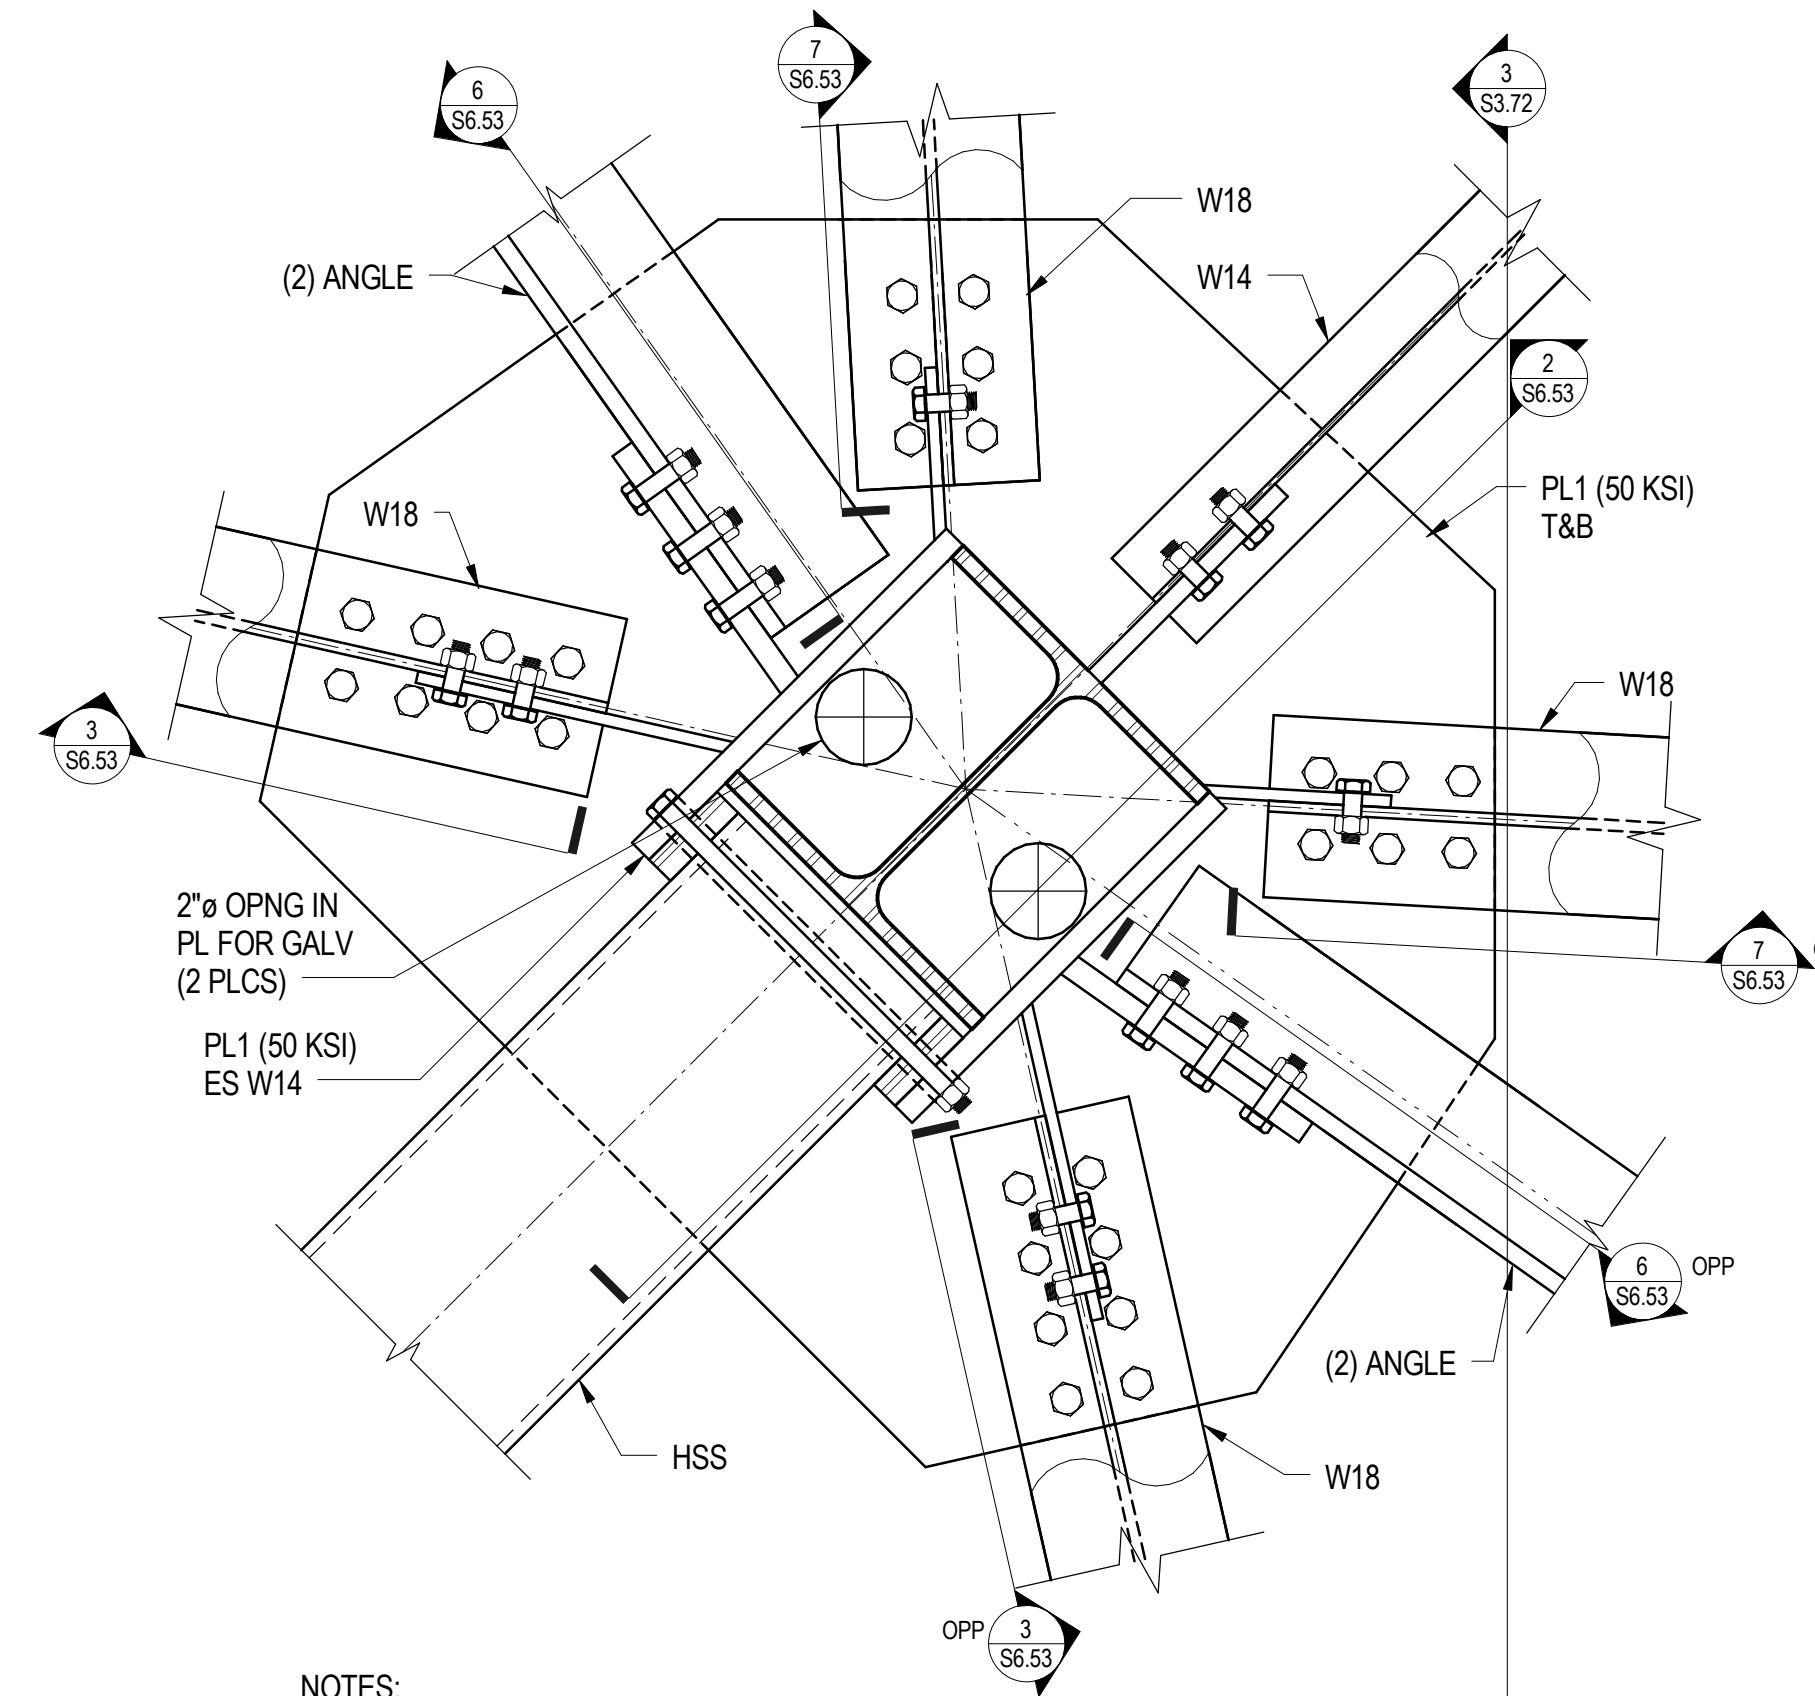 7
S6.53
3
S3.72
6
S6.53
W18
(2) ANGLE
W14
2
S6.53
W18
PL1 (50 KSI)
T&B
W18
3
S6.53
2"ø OPNG IN
PL FOR GALV
(2 PLCS)
7
S6.53
PL1 (50 KSI)
ES W14
6
S6.53
OPP
(2) ANGLE
HSS
W18
OPP
3
S6.53
NOTES: